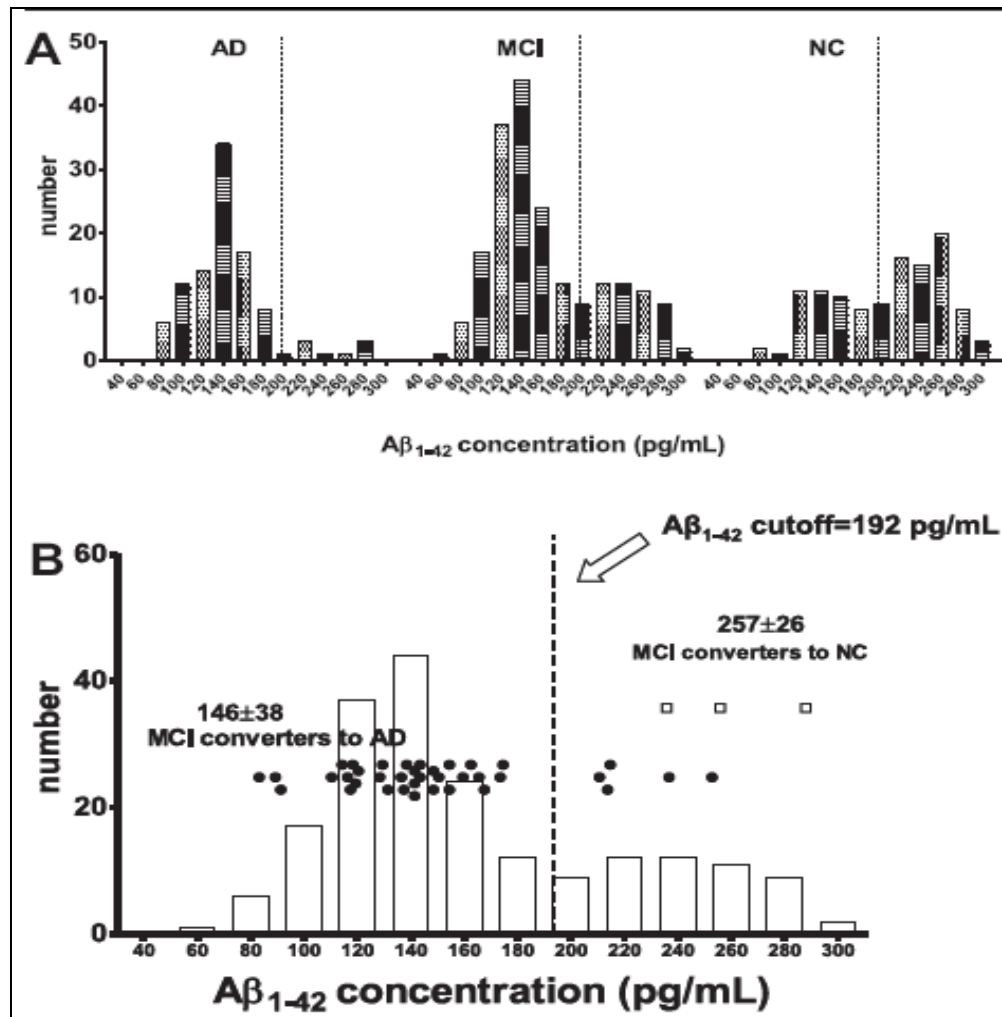 A
AD MCI NC
50
40
30
20
10
0
number
40 60 80 100 120 140 160 180 200 220 240 260 280 300 40 60 80 100 120 140 160 180 200 220 240 260 280 300 40 60 80 100 120 140 160 180 200 220 240 260 280 300
Aβ₁₋₄₂ concentration (pg/mL)
B
Aβ₁₋₄₂ cutoff=192 pg/mL
60
40
20
0
number
257±26
MCI converters to NC
146±38
MCI converters to AD
40 60 80 100 120 140 160 180 200 220 240 260 280 300
Aβ₁₋₄₂ concentration (pg/mL)